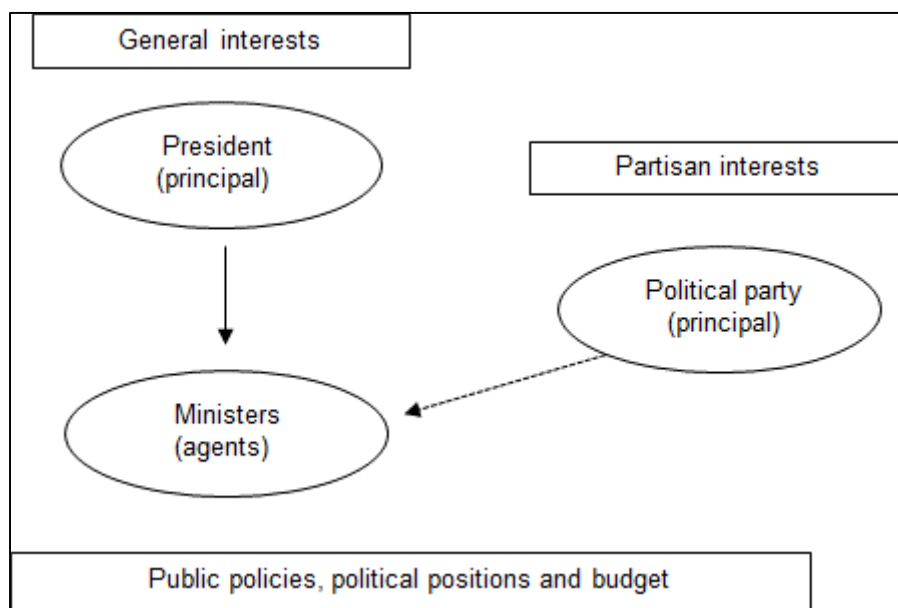 General interests
President
(principal)
Partisan interests
Political party
(principal)
Ministers
(agents)
Public policies, political positions and budget